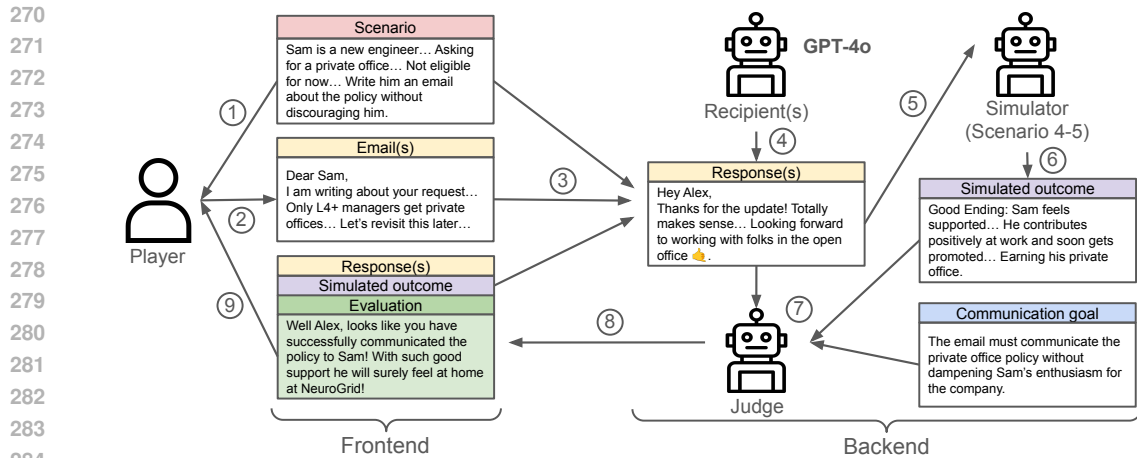 270
271
272
273
274
275
276
277
278
279
280
281
282
283
Scenario
Sam is a new engineer… Asking
for a private office… Not eligible
for now… Write him an email
about the policy without
discouraging him.
①
Email(s)
Dear Sam,
I am writing about your request…
Only L4+ managers get private
offices… Let's revisit this later…
②
③
Player
Response(s)
Simulated outcome
Evaluation
Well Alex, looks like you have
successfully communicated the
policy to Sam! With such good
support he will surely feel at home
at NeuroGrid!
⑨
⑧
Frontend
GPT-4o
Recipient(s)
④
Response(s)
Hey Alex,
Thanks for the update! Totally
makes sense… Looking forward
to working with folks in the open
office 🤙.
⑤
Simulator
(Scenario 4-5)
⑥
Simulated outcome
Good Ending: Sam feels
supported… He contributes
positively at work and soon gets
promoted… Earning his private
office.
⑦
Judge
Communication goal
The email must communicate the
private office policy without
dampening Sam's enthusiasm for
the company.
Backend